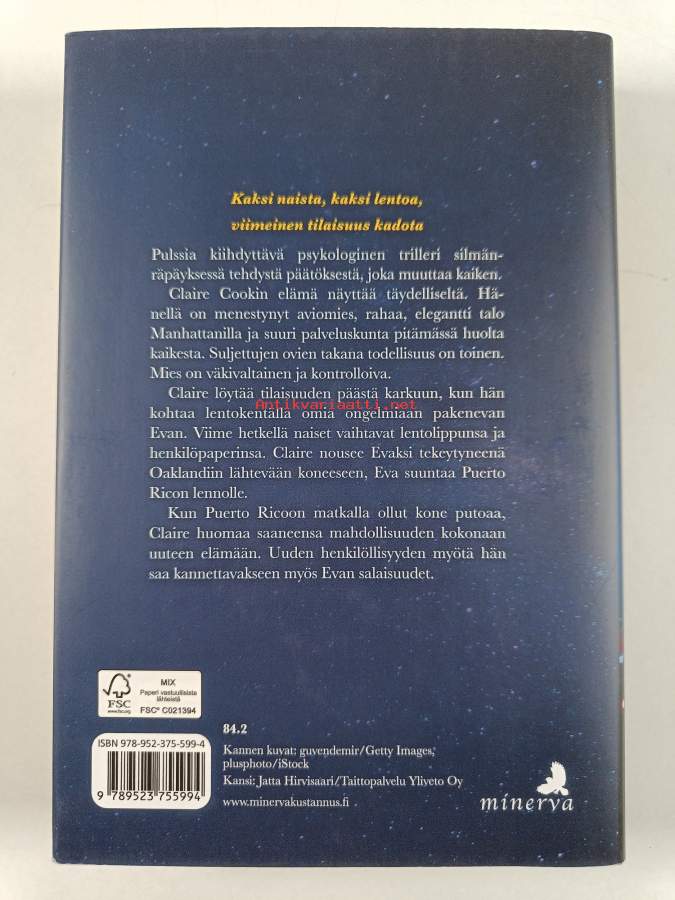 Kaksi naista, kaksi lentoa,
viimeinen tilaisuus kadota
Pulssia kiihdyttävä psykologinen trilleri silmän-
räpäyksessä tehdystä päätöksestä, joka muuttaa kaiken.
Claire Cookin elämä näyttää täydelliseltä. Hä-
nellä on menestynyt aviomies, rahaa, elegantti talo
Manhattanilla ja suuri palveluskunta pitämässä huolta
kaikesta. Suljettujen ovien takana todellisuus on toinen.
Mies on väkivaltainen ja kontrolloiva.
Claire löytää tilaisuuden päästä karkuun, kun hän
kohtaa lentokentällä omia ongelmiaan pakenevan
Antikvariaatti.net
Evan. Viime hetkellä naiset vaihtavat lentolippunsa ja
henkilöpaperinsa. Claire nousee Evaksi tekeytyneenä
Oaklandiin lähtevään koneeseen, Eva suuntaa Puerto
Ricon lennolle.
Kun Puerto Ricoon matkalla ollut kone putoaa,
Claire huomaa saaneensa mahdollisuuden kokonaan
uuteen elämään. Uuden henkilöllisyyden myötä hän
saa kannettavakseen myös Evan salaisuudet.
FSC
www.fsc.org
MIX
Paperi vastuullisista
lähteistä
FSC® C021394
ISBN 978-952-375-599-4
9 789523 755994
84.2
Kannen kuvat: guvendemir/Getty Images,
plusphoto/iStock
Kansi: Jatta Hirvisaari/Taittopalvelu Yliveto Oy
www.minervakustannus.fi
minerva